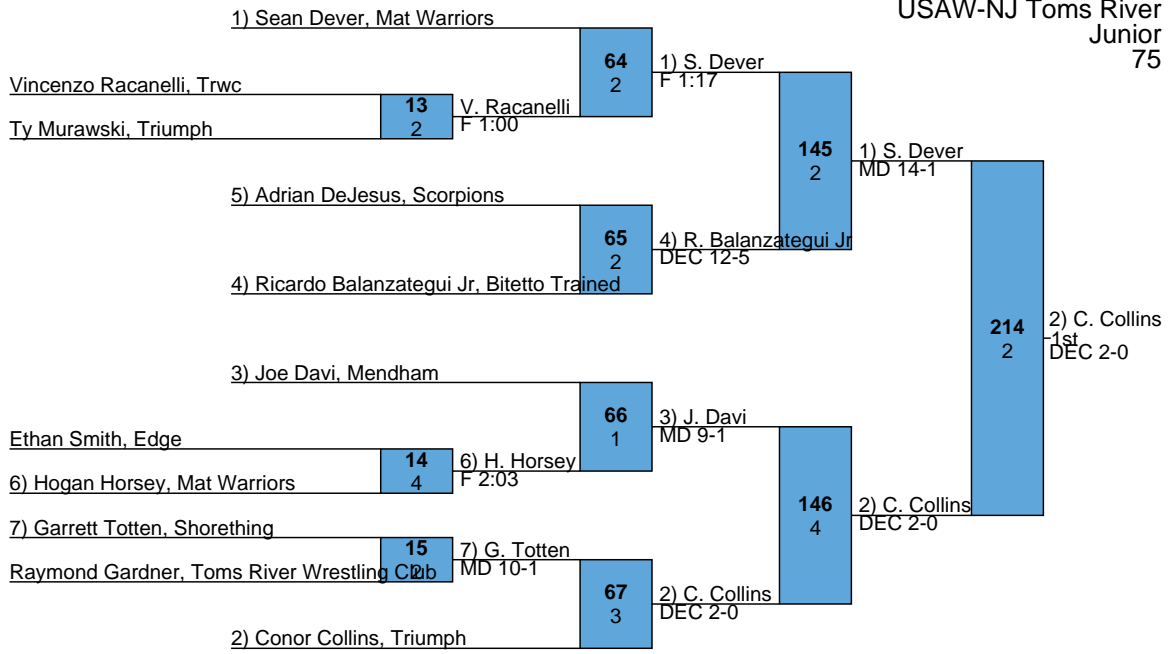 USAW-NJ Toms River
Junior
75
1) Sean Dever, Mat Warriors
64
2
1) S. Dever
F 1:17
Vincenzo Racanelli, Trwc
13
2
V. Racanelli
F 1:00
Ty Murawski, Triumph
145
2
1) S. Dever
MD 14-1
5) Adrian DeJesus, Scorpions
65
2
4) R. Balanzategui Jr
DEC 12-5
4) Ricardo Balanzategui Jr, Bitetto Trained
214
2
2) C. Collins
1st
DEC 2-0
3) Joe Davi, Mendham
66
1
3) J. Davi
MD 9-1
Ethan Smith, Edge
14
4
6) H. Horsey
F 2:03
6) Hogan Horsey, Mat Warriors
146
4
2) C. Collins
DEC 2-0
7) Garrett Totten, Shorething
15
2
7) G. Totten
MD 10-1
Raymond Gardner, Toms River Wrestling Club
67
3
2) C. Collins
DEC 2-0
2) Conor Collins, Triumph